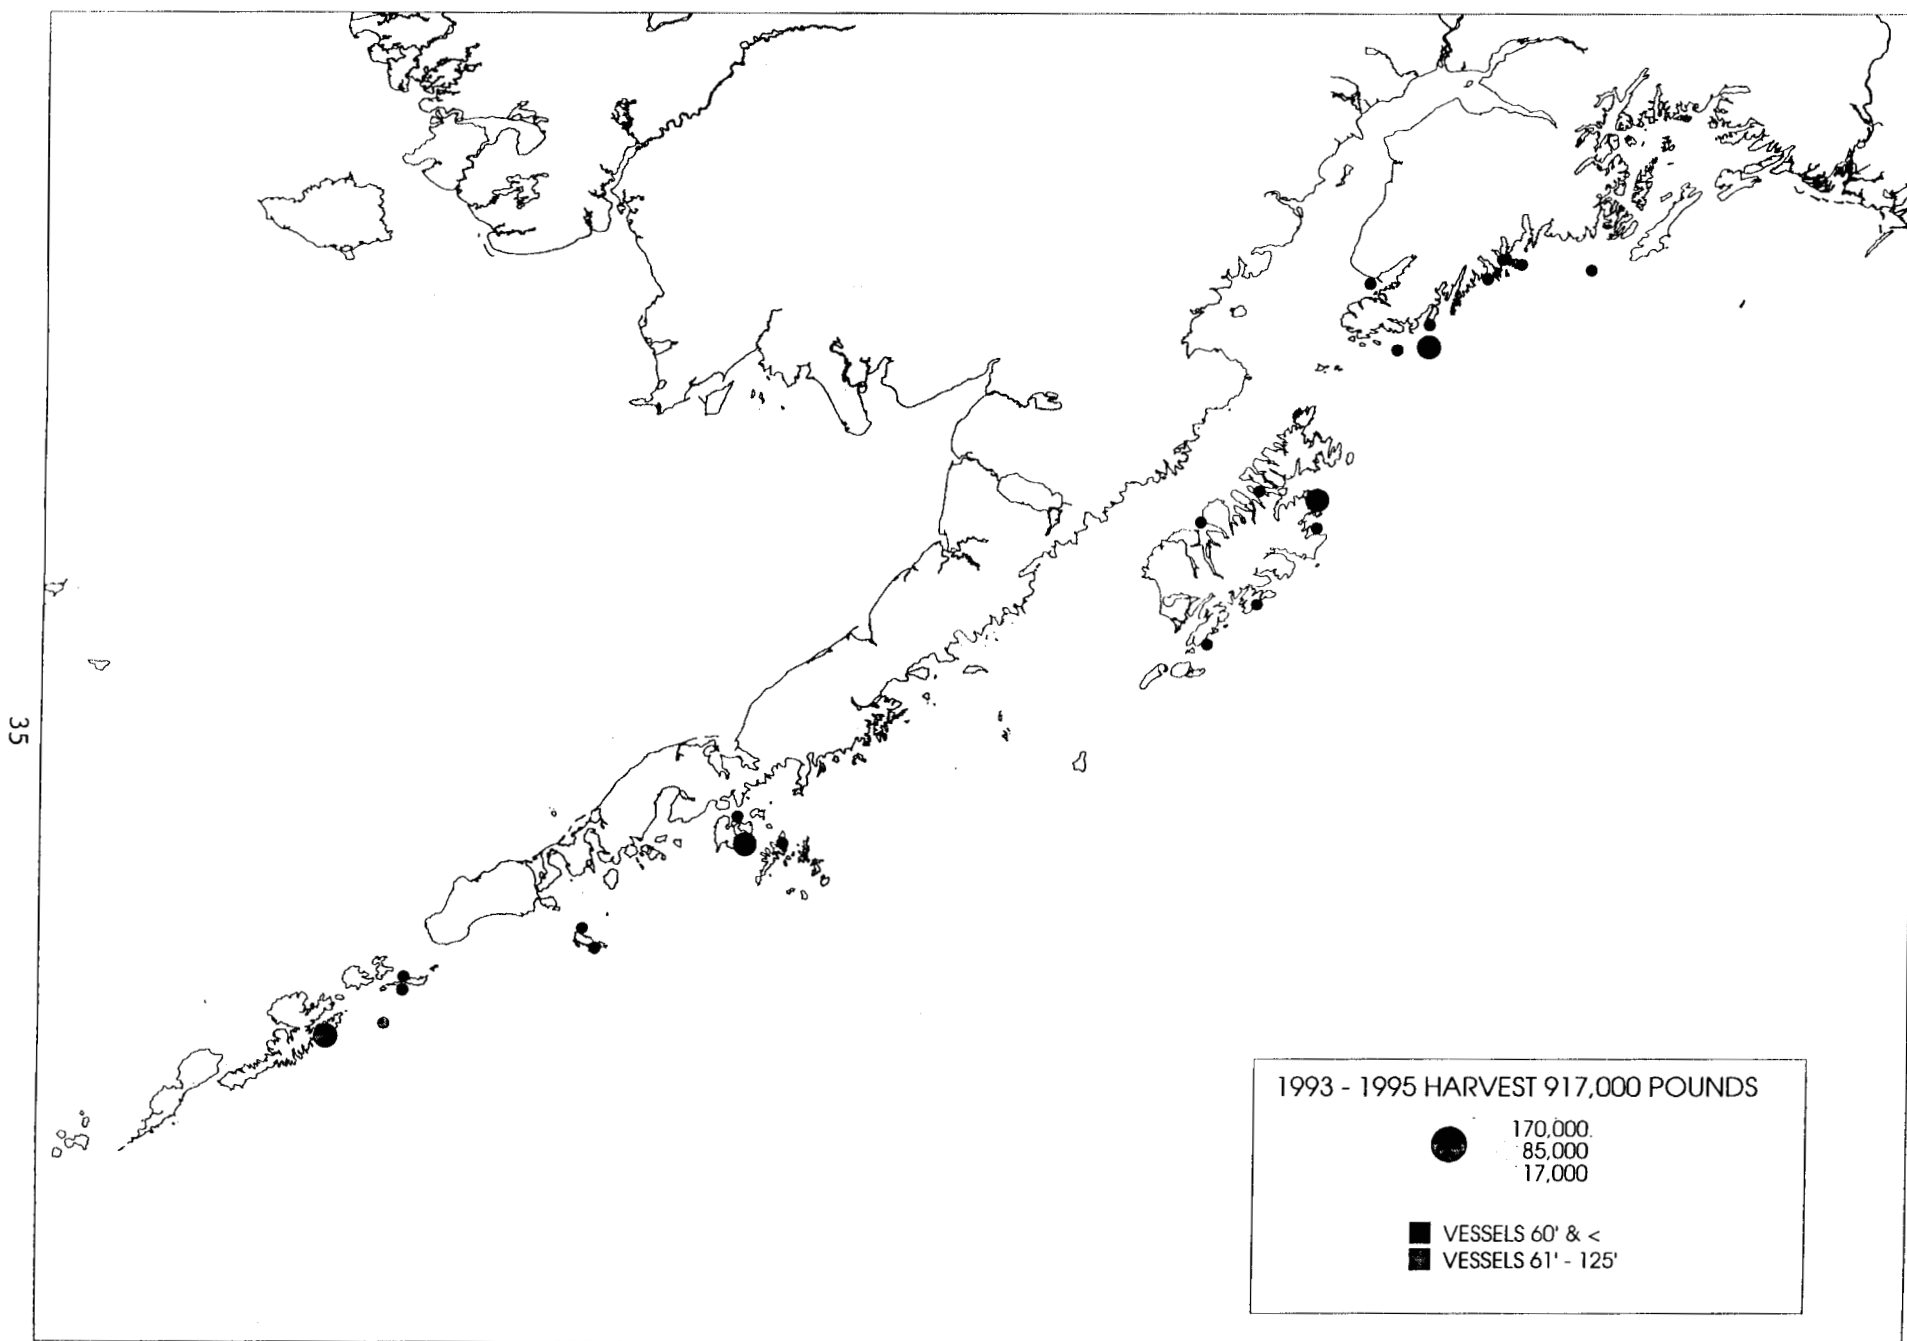 35
1993 - 1995 HARVEST 917,000 POUNDS
170,000.
85,000
17,000
VESSELS 60' & <
VESSELS 61' - 125'